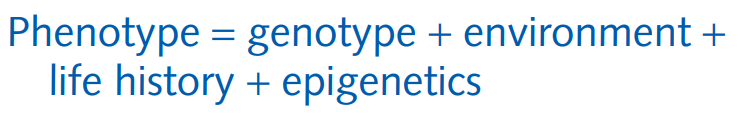 Phenotype = genotype + environment +
life history + epigenetics